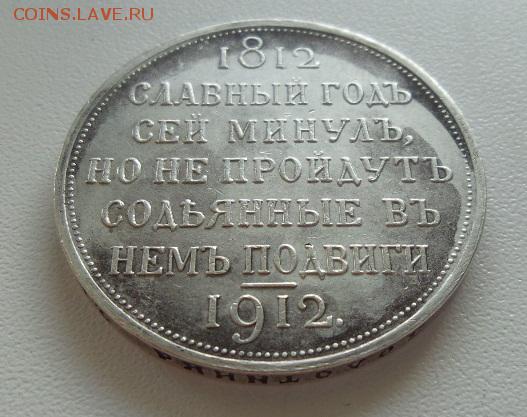 COINS.LAVE.RU
1812
СЛАВНЫЙ ГОДЪ
СЕЙ МИНУЛЪ,
НО НЕ ПРОЙДУТЪ
СОДѢЯННЫЕ ВЪ
НЕМЪ ПОДВИГИ
1912.